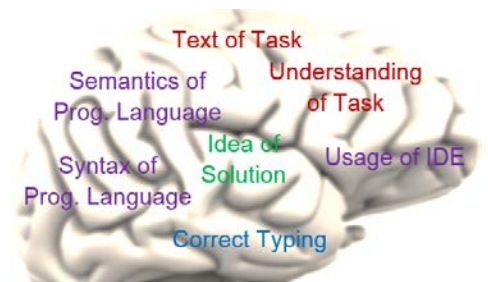 Text of Task
Understanding
of Task
Semantics of
Prog. Language
Idea of
Solution
Usage of IDE
Syntax of
Prog. Language
Correct Typing